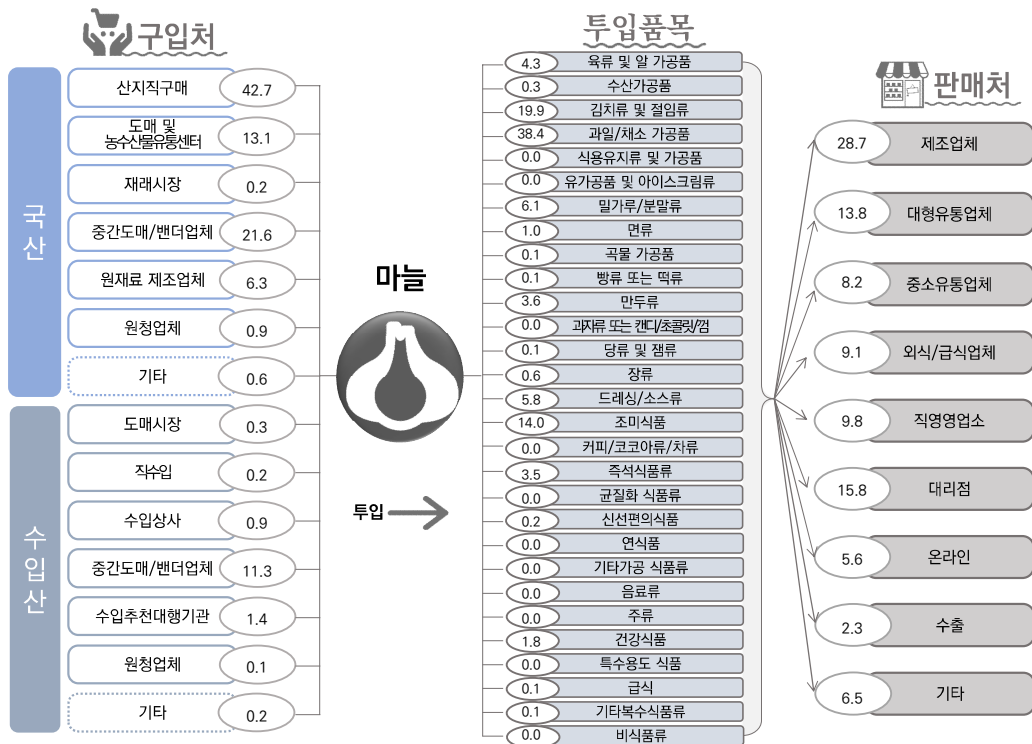 구입처
국산
산지직구매 42.7
도매 및
농수산물유통센터 13.1
재래시장 0.2
중간도매/밴더업체 21.6
원재료 제조업체 6.3
원청업체 0.9
기타 0.6
수입산
도매시장 0.3
직수입 0.2
수입상사 0.9
중간도매/밴더업체 11.3
수입추천대행기관 1.4
원청업체 0.1
기타 0.2
마늘
투입
투입품목
4.3 육류 및 알 가공품
0.3 수산가공품
19.9 김치류 및 절임류
38.4 과일/채소 가공품
0.0 식용유지류 및 가공품
0.0 유가공품 및 아이스크림류
6.1 밀가루/분말류
1.0 면류
0.1 곡물 가공품
0.1 빵류 또는 떡류
3.6 만두류
0.0 과자류 또는 캔디/초콜릿/껌
0.1 당류 및 잼류
0.6 장류
5.8 드레싱/소스류
14.0 조미식품
0.0 커피/코코아류/차류
3.5 즉석식품류
0.0 균질화 식품류
0.2 신선편의식품
0.0 연식품
0.0 기타가공 식품류
0.0 음료류
0.0 주류
1.8 건강식품
0.0 특수용도 식품
0.1 급식
0.1 기타복수식품류
0.0 비식품류
판매처
28.7 제조업체
13.8 대형유통업체
8.2 중소유통업체
9.1 외식/급식업체
9.8 직영영업소
15.8 대리점
5.6 온라인
2.3 수출
6.5 기타